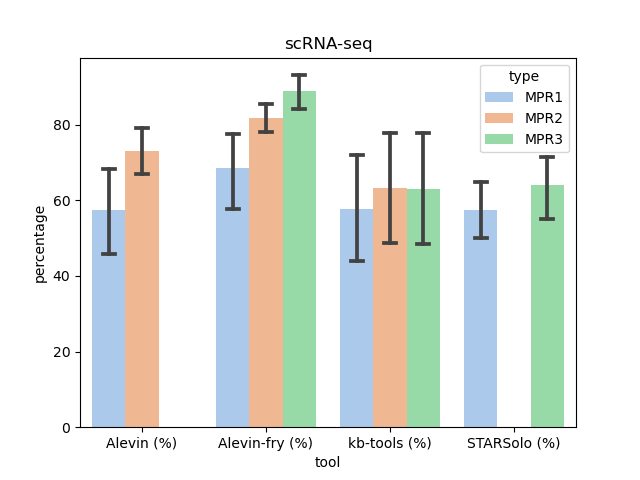 scRNA-seq
type
MPR1
MPR2
MPR3
percentage
80
60
40
20
0
Alevin (%)
Alevin-fry (%)
kb-tools (%)
STARSolo (%)
tool